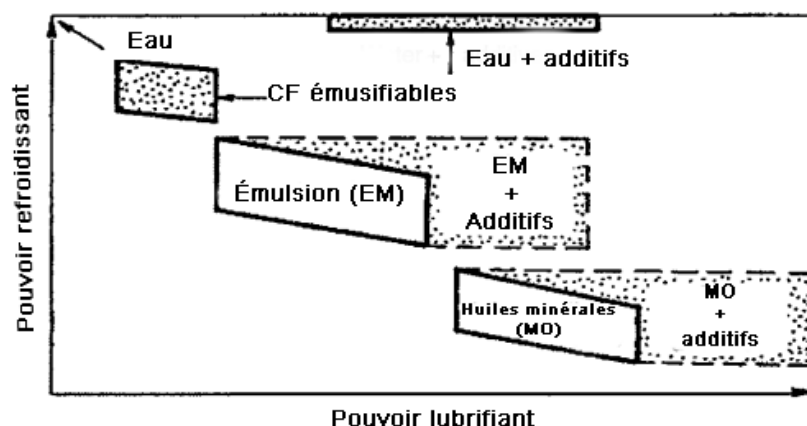 Eau
Eau + additifs
CF émusifiables
Émulsion (EM)
EM
+
Additifs
Huiles minérales
(MO)
MO
+
additifs
Pouvoir refroidissant
Pouvoir lubrifiant